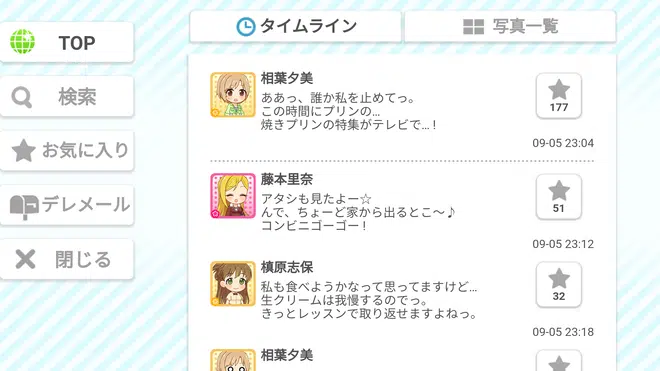 TOP
検索
お気に入り
デレメール
閉じる
タイムライン
写真一覧
相葉夕美
ああっ、誰か私を止めてっ。
この時間にプリンの…
焼きプリンの特集がテレビで…！
177
09-05 23:04
藤本里奈
アタシも見たよー☆
んで、ちょーど家から出るとこ～♪
コンビニゴーゴー！
51
09-05 23:12
槙原志保
私も食べようかなって思ってますけど…
生クリームは我慢するのでっ。
きっとレッスンで取り返せますよねっ。
32
09-05 23:18
相葉夕美